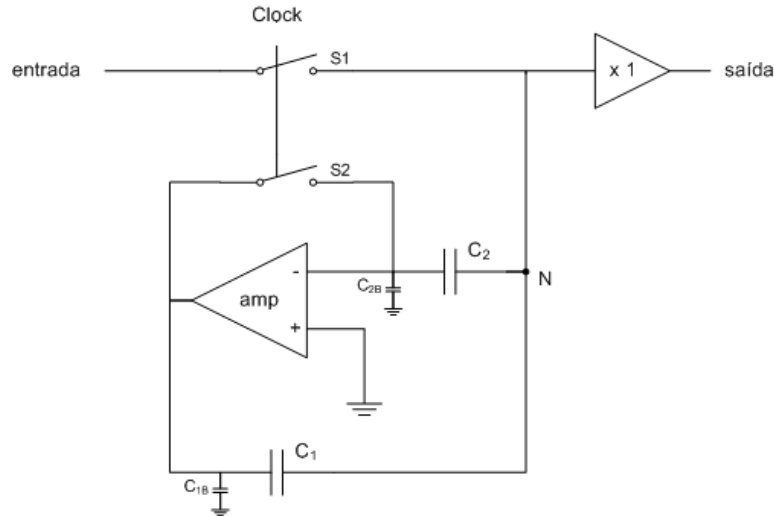 Clock
entrada
S1
x 1
saída
S2
C2
-
C2B
N
amp
+
C1
C1B